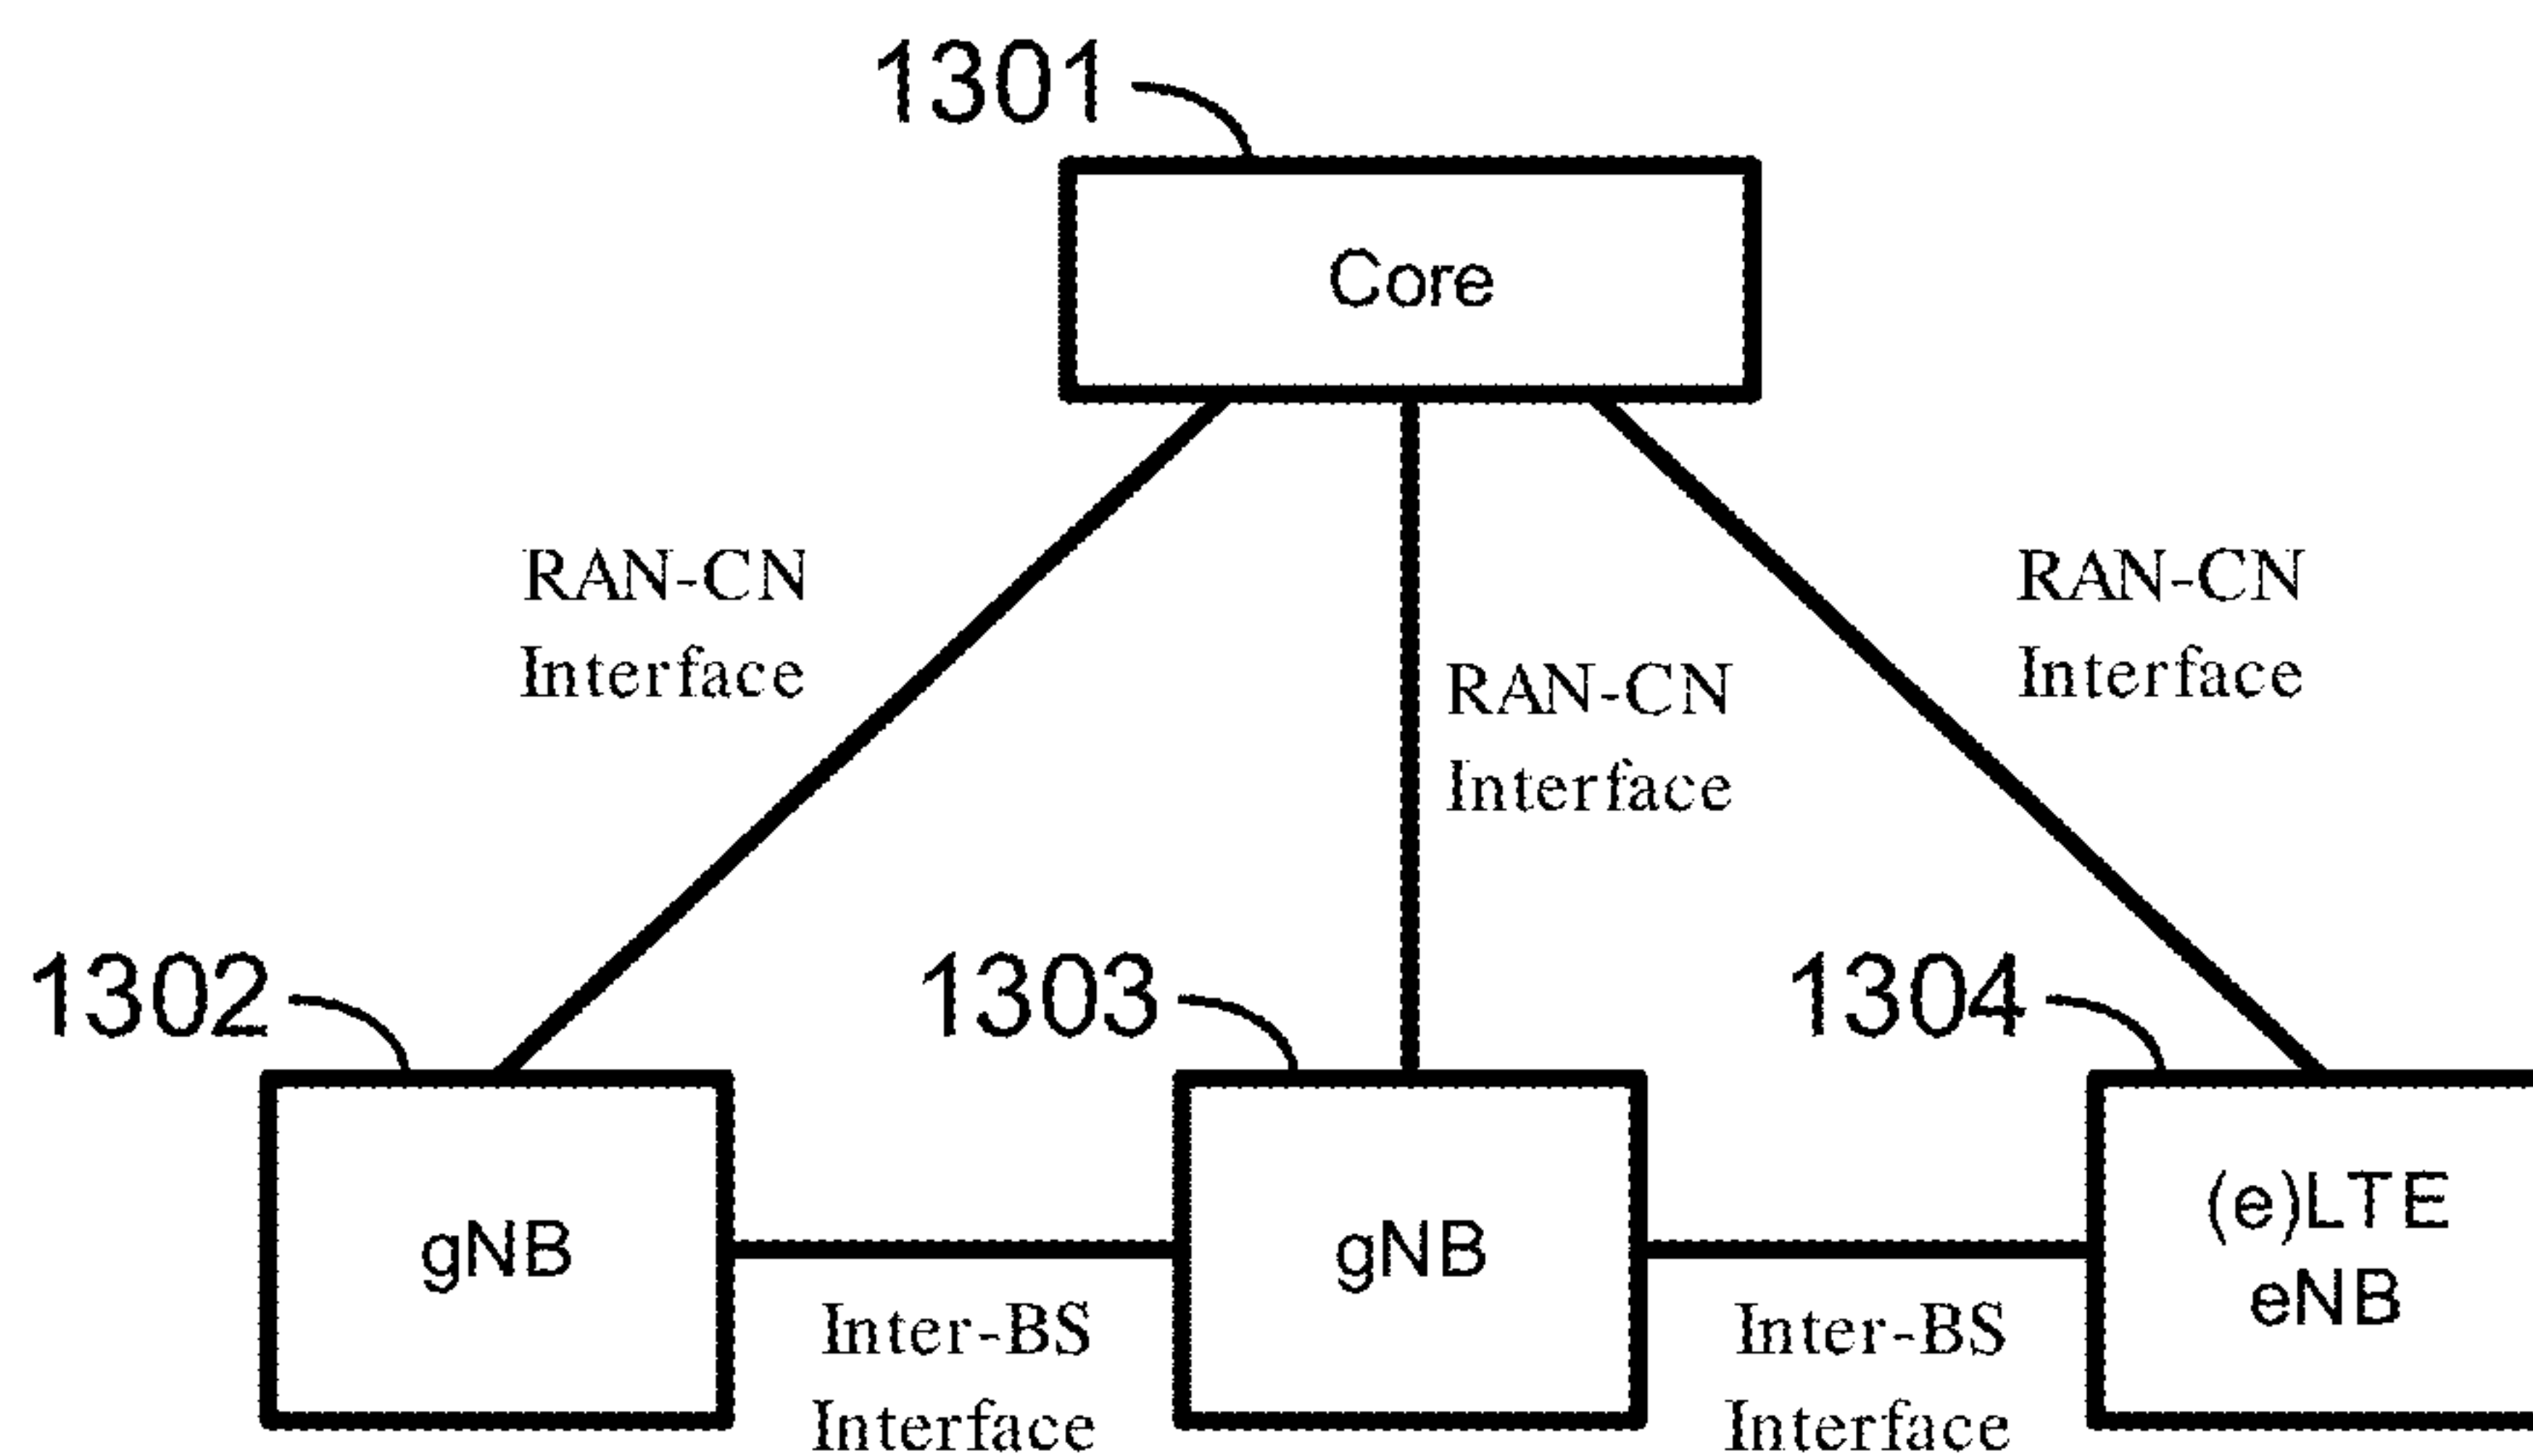 1301
Core
RAN-CN
Interface
RAN-CN
Interface
RAN-CN
Interface
1302
1303
1304
gNB
gNB
(e)LTE
eNB
Inter-BS
Interface
Inter-BS
Interface